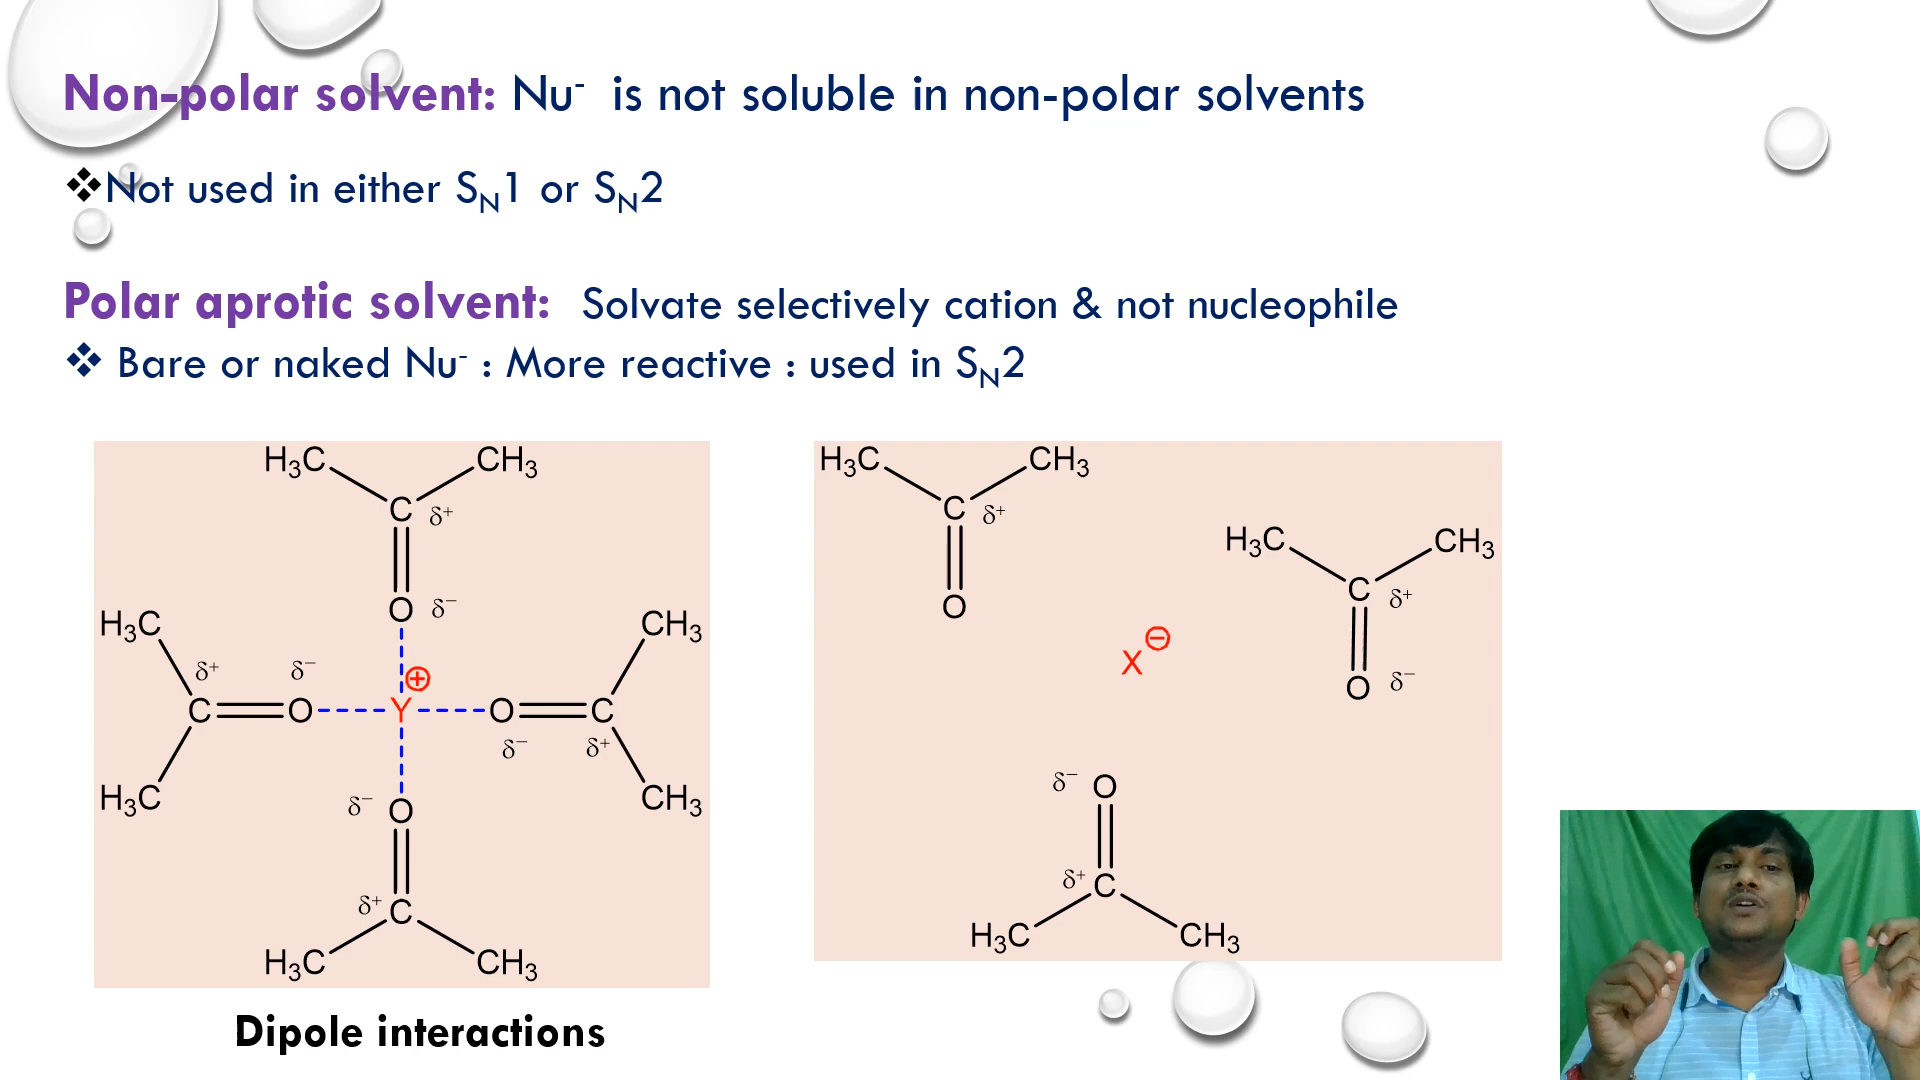 Non-polar solvent: Nu⁻ is not soluble in non-polar solvents
❖Not used in either S_N1 or S_N2
Polar aprotic solvent: Solvate selectively cation & not nucleophile
❖ Bare or naked Nu⁻ : More reactive : used in S_N2
H₃C CH₃
C δ⁺
O δ⁻
H₃C CH₃
δ⁺ δ⁻ ⊕
C O Y O C
δ⁻ δ⁺
H₃C CH₃
δ⁻ O
δ⁺ C
H₃C CH₃
H₃C CH₃
C δ⁺
O
H₃C CH₃
C δ⁺
O δ⁻
X⊖
δ⁻ O
δ⁺ C
H₃C CH₃
Dipole interactions